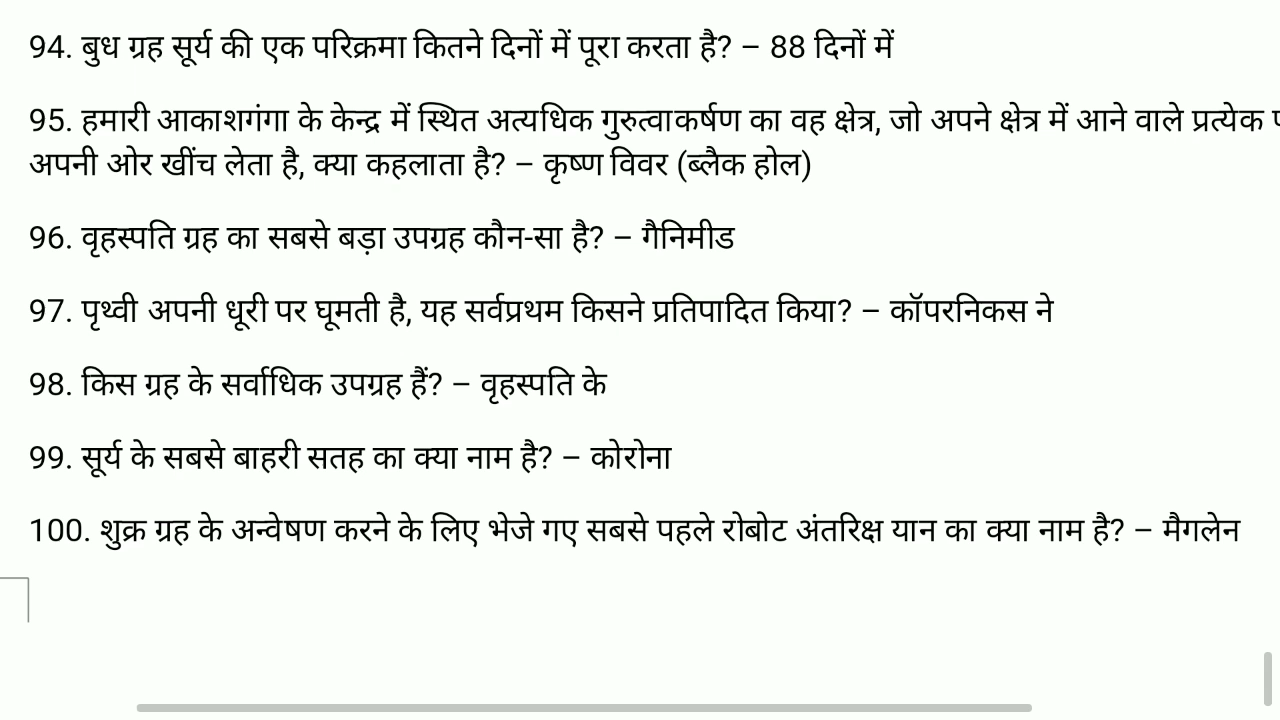 94. बुध ग्रह सूर्य की एक परिक्रमा कितने दिनों में पूरा करता है? – 88 दिनों में
95. हमारी आकाशगंगा के केन्द्र में स्थित अत्यधिक गुरुत्वाकर्षण का वह क्षेत्र, जो अपने क्षेत्र में आने वाले प्रत्येक
अपनी ओर खींच लेता है, क्या कहलाता है? – कृष्ण विवर (ब्लैक होल)
96. वृहस्पति ग्रह का सबसे बड़ा उपग्रह कौन-सा है? – गैनिमीड
97. पृथ्वी अपनी धूरी पर घूमती है, यह सर्वप्रथम किसने प्रतिपादित किया? – कॉपरनिकस ने
98. किस ग्रह के सर्वाधिक उपग्रह हैं? – वृहस्पति के
99. सूर्य के सबसे बाहरी सतह का क्या नाम है? – कोरोना
100. शुक्र ग्रह के अन्वेषण करने के लिए भेजे गए सबसे पहले रोबोट अंतरिक्ष यान का क्या नाम है? – मैगलेन